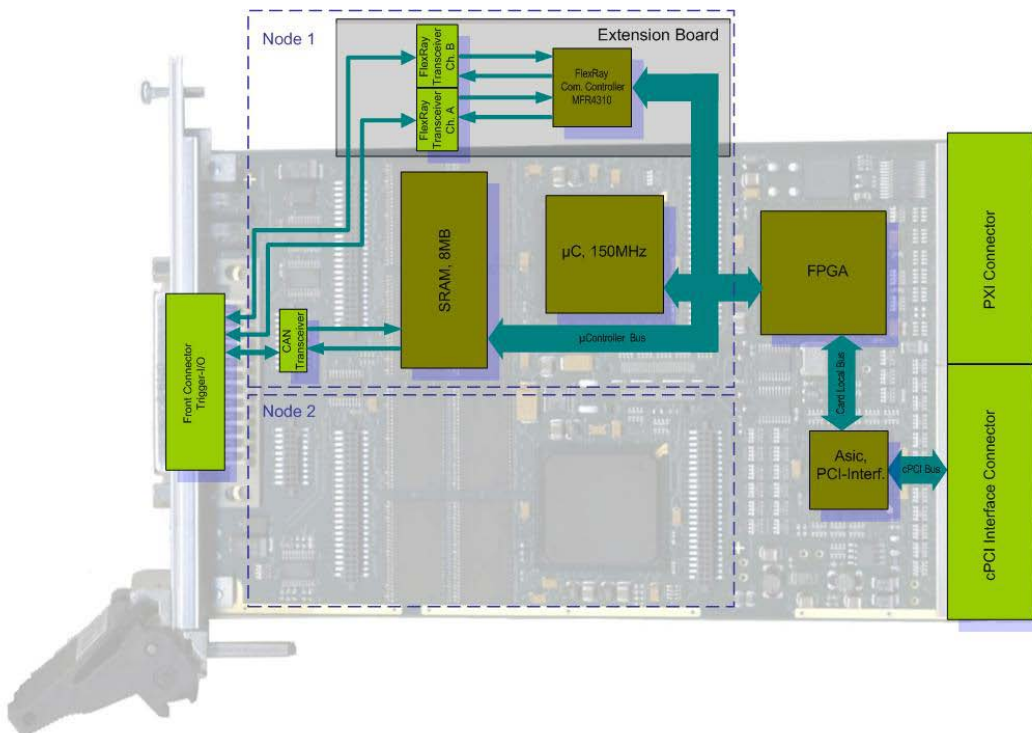 Node 1
Extension Board
FlexRay
Transceiver
Ch. B
FlexRay
Transceiver
Ch. A
FlexRay
Com. Controller
MFR4310
SRAM, 8MB
µC, 150MHz
FPGA
PXI Connector
µController Bus
CAN
Transceiver
Front Connector
Trigger-I/O
Card Local Bus
Node 2
Asic,
PCI-Interf.
cPCI Bus
cPCI Interface Connector